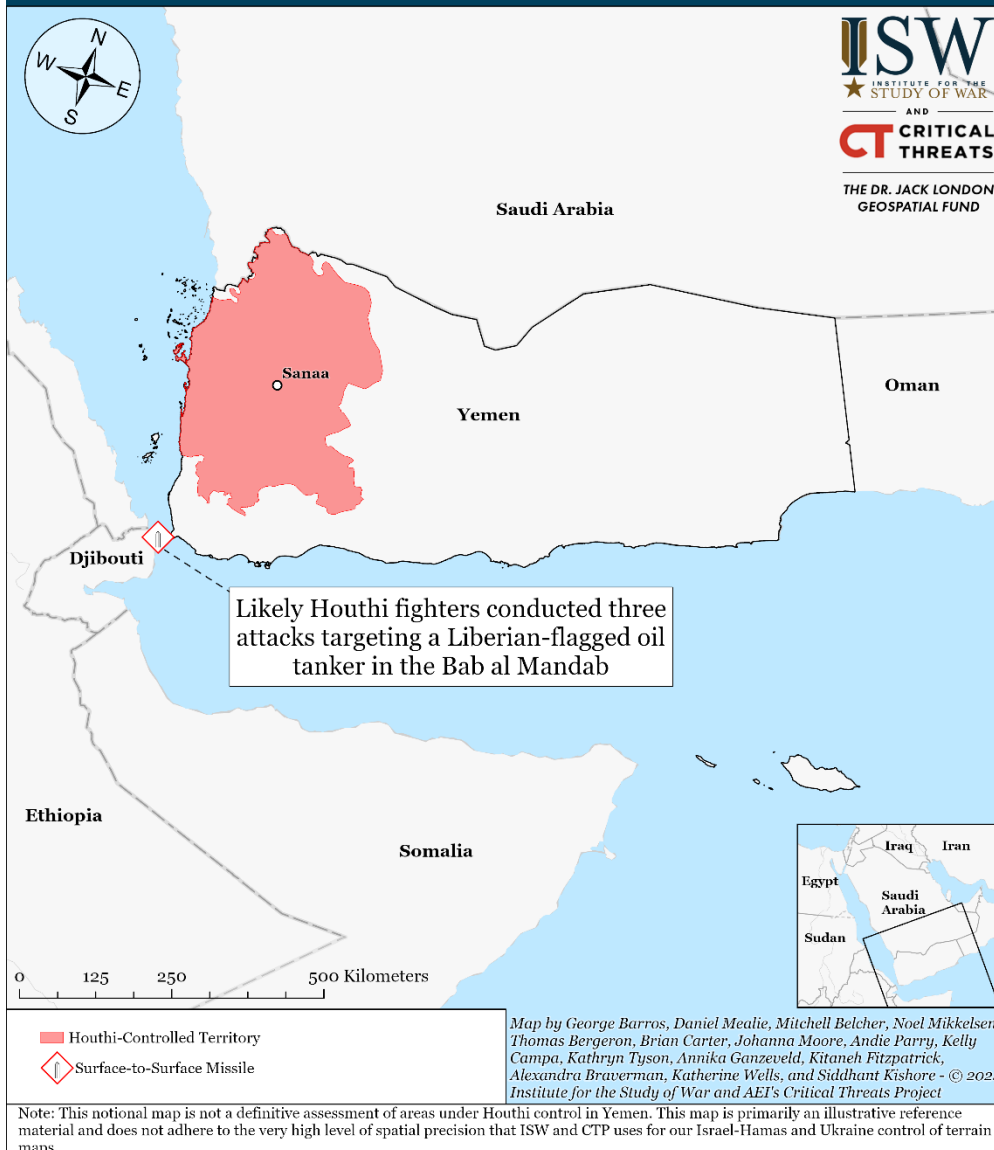 N
W
E
S
ISW
INSTITUTE FOR THE
STUDY OF WAR
AND
CT CRITICAL
THREATS
THE DR. JACK LONDON
GEOSPATIAL FUND
Saudi Arabia
Sanaa
Yemen
Oman
Djibouti
Likely Houthi fighters conducted three
attacks targeting a Liberian-flagged oil
tanker in the Bab al Mandab
Ethiopia
Somalia
Iraq
Iran
Egypt
Saudi
Arabia
Sudan
0 125 250 500 Kilometers
Houthi-Controlled Territory
Surface-to-Surface Missile
Map by George Barros, Daniel Mealie, Mitchell Belcher, Noel Mikkelsen,
Thomas Bergeron, Brian Carter, Johanna Moore, Andie Parry, Kelly
Campa, Kathryn Tyson, Annika Ganzeveld, Kitaneh Fitzpatrick,
Alexandra Braverman, Katherine Wells, and Siddhant Kishore - ©
Institute for the Study of War and AEI's Critical Threats Project
Note: This notional map is not a definitive assessment of areas under Houthi control in Yemen. This map is primarily an illustrative reference
material and does not adhere to the very high level of spatial precision that ISW and CTP uses for our Israel-Hamas and Ukraine control of terrain
maps